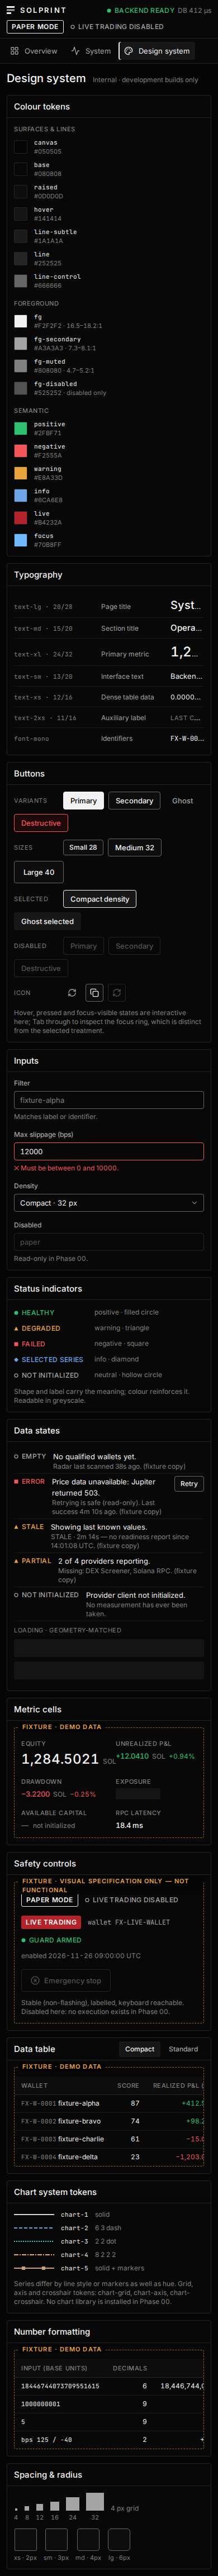 SOLPRINT
BACKEND READY DB 412 µs
PAPER MODE LIVE TRADING DISABLED
Overview System Design system
Design system Internal · development builds only
Colour tokens
SURFACES & LINES
canvas
#050505
base
#080808
raised
#0D0D0D
hover
#141414
line-subtle
#1A1A1A
line
#252525
line-control
#666666
FOREGROUND
fg
#F2F2F2 · 16.5–18.2:1
fg-secondary
#A3A3A3 · 7.3–8.1:1
fg-muted
#808080 · 4.7–5.2:1
fg-disabled
#525252 · disabled only
SEMANTIC
positive
#2FBF71
negative
#F2555A
warning
#E8A33D
info
#6CA6E8
live
#B4232A
focus
#70B8FF
Typography
text-lg · 20/28 Page title Syst…
text-md · 15/20 Section title Opera…
text-xl · 24/32 Primary metric 1,2…
text-sm · 13/20 Interface text Backen…
text-xs · 12/16 Dense table data 0.0000…
text-2xs · 11/16 Auxiliary label LAST C…
font-mono Identifiers FX-W-00…
Buttons
VARIANTS Primary Secondary Ghost
Destructive
SIZES Small 28 Medium 32
Large 40
SELECTED Compact density
Ghost selected
DISABLED Primary Secondary
Destructive
ICON
Hover, pressed and focus-visible states are interactive
here; Tab through to inspect the focus ring, which is distinct
from the selected treatment.
Inputs
Filter
fixture-alpha
Matches label or identifier.
Max slippage (bps)
12000
Must be between 0 and 10000.
Density
Compact · 32 px
Disabled
paper
Read-only in Phase 00.
Status indicators
HEALTHY positive · filled circle
DEGRADED warning · triangle
FAILED negative · square
SELECTED SERIES info · diamond
NOT INITIALIZED neutral · hollow circle
Shape and label carry the meaning; colour reinforces it.
Readable in greyscale.
Data states
EMPTY No qualified wallets yet.
Radar last scanned 38s ago. (fixture copy)
ERROR Price data unavailable: Jupiter
returned 503.
Retry
Retrying is safe (read-only). Last
success 4m 10s ago. (fixture copy)
STALE Showing last known values.
STALE · 2m 14s — no readiness report since
14:01:08 UTC. (fixture copy)
PARTIAL 2 of 4 providers reporting.
Missing: DEX Screener, Solana RPC. (fixture
copy)
NOT INITIALIZED Provider client not initialized.
No measurement has ever been
taken.
LOADING · GEOMETRY-MATCHED
Metric cells
FIXTURE · DEMO DATA
EQUITY UNREALIZED P&L
1,284.5021 SOL +12.0410 SOL +0.94%
DRAWDOWN EXPOSURE
−3.2200 SOL −0.25%
AVAILABLE CAPITAL RPC LATENCY
— not initialized 18.4 ms
Safety controls
FIXTURE · VISUAL SPECIFICATION ONLY — NOT
FUNCTIONAL
PAPER MODE LIVE TRADING DISABLED
LIVE TRADING wallet FX-LIVE-WALLET
GUARD ARMED
enabled 2026-11-26 09:00:00 UTC
Emergency stop
Stable (non-flashing), labelled, keyboard reachable.
Disabled here: no execution exists in Phase 00.
Data table Compact Standard
FIXTURE · DEMO DATA
WALLET SCORE REALIZED P&L (
FX-W-0001 fixture-alpha 87 +412.5
FX-W-0002 fixture-bravo 74 +98.2
FX-W-0003 fixture-charlie 61 −15.0
FX-W-0004 fixture-delta 23 −1,203.0
Chart system tokens
chart-1 solid
chart-2 6 3 dash
chart-3 2 2 dot
chart-4 8 2 2 2
chart-5 solid + markers
Series differ by line style or markers as well as hue. Grid,
axis and crosshair tokens: chart-grid, chart-axis, chart-
crosshair. No chart library is installed in Phase 00.
Number formatting
FIXTURE · DEMO DATA
INPUT (BASE UNITS) DECIMALS
18446744073709551615 6 18,446,744,0
1000000001 9
5 9
bps 125 / -40 2 +
Spacing & radius
4 8 12 16 24 32 4 px grid
xs · 2px sm · 3px md · 4px lg · 6px